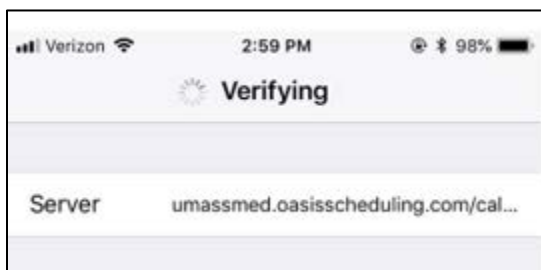 Verizon 2:59 PM 98%
Verifying
Server umassmed.oasisscheduling.com/cal...